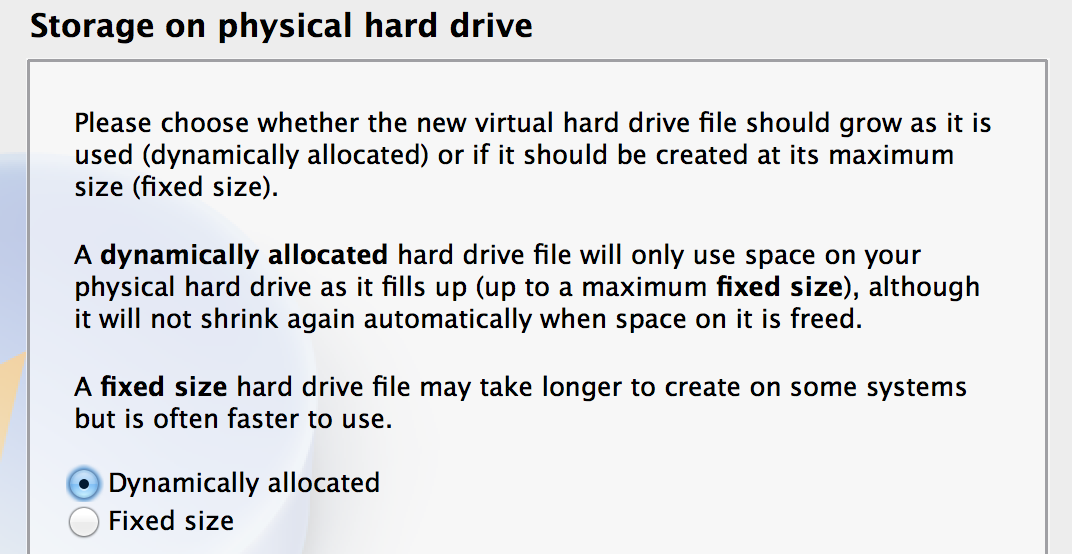 Storage on physical hard drive
Please choose whether the new virtual hard drive file should grow as it is
used (dynamically allocated) or if it should be created at its maximum
size (fixed size).
A dynamically allocated hard drive file will only use space on your
physical hard drive as it fills up (up to a maximum fixed size), although
it will not shrink again automatically when space on it is freed.
A fixed size hard drive file may take longer to create on some systems
but is often faster to use.
Dynamically allocated
Fixed size